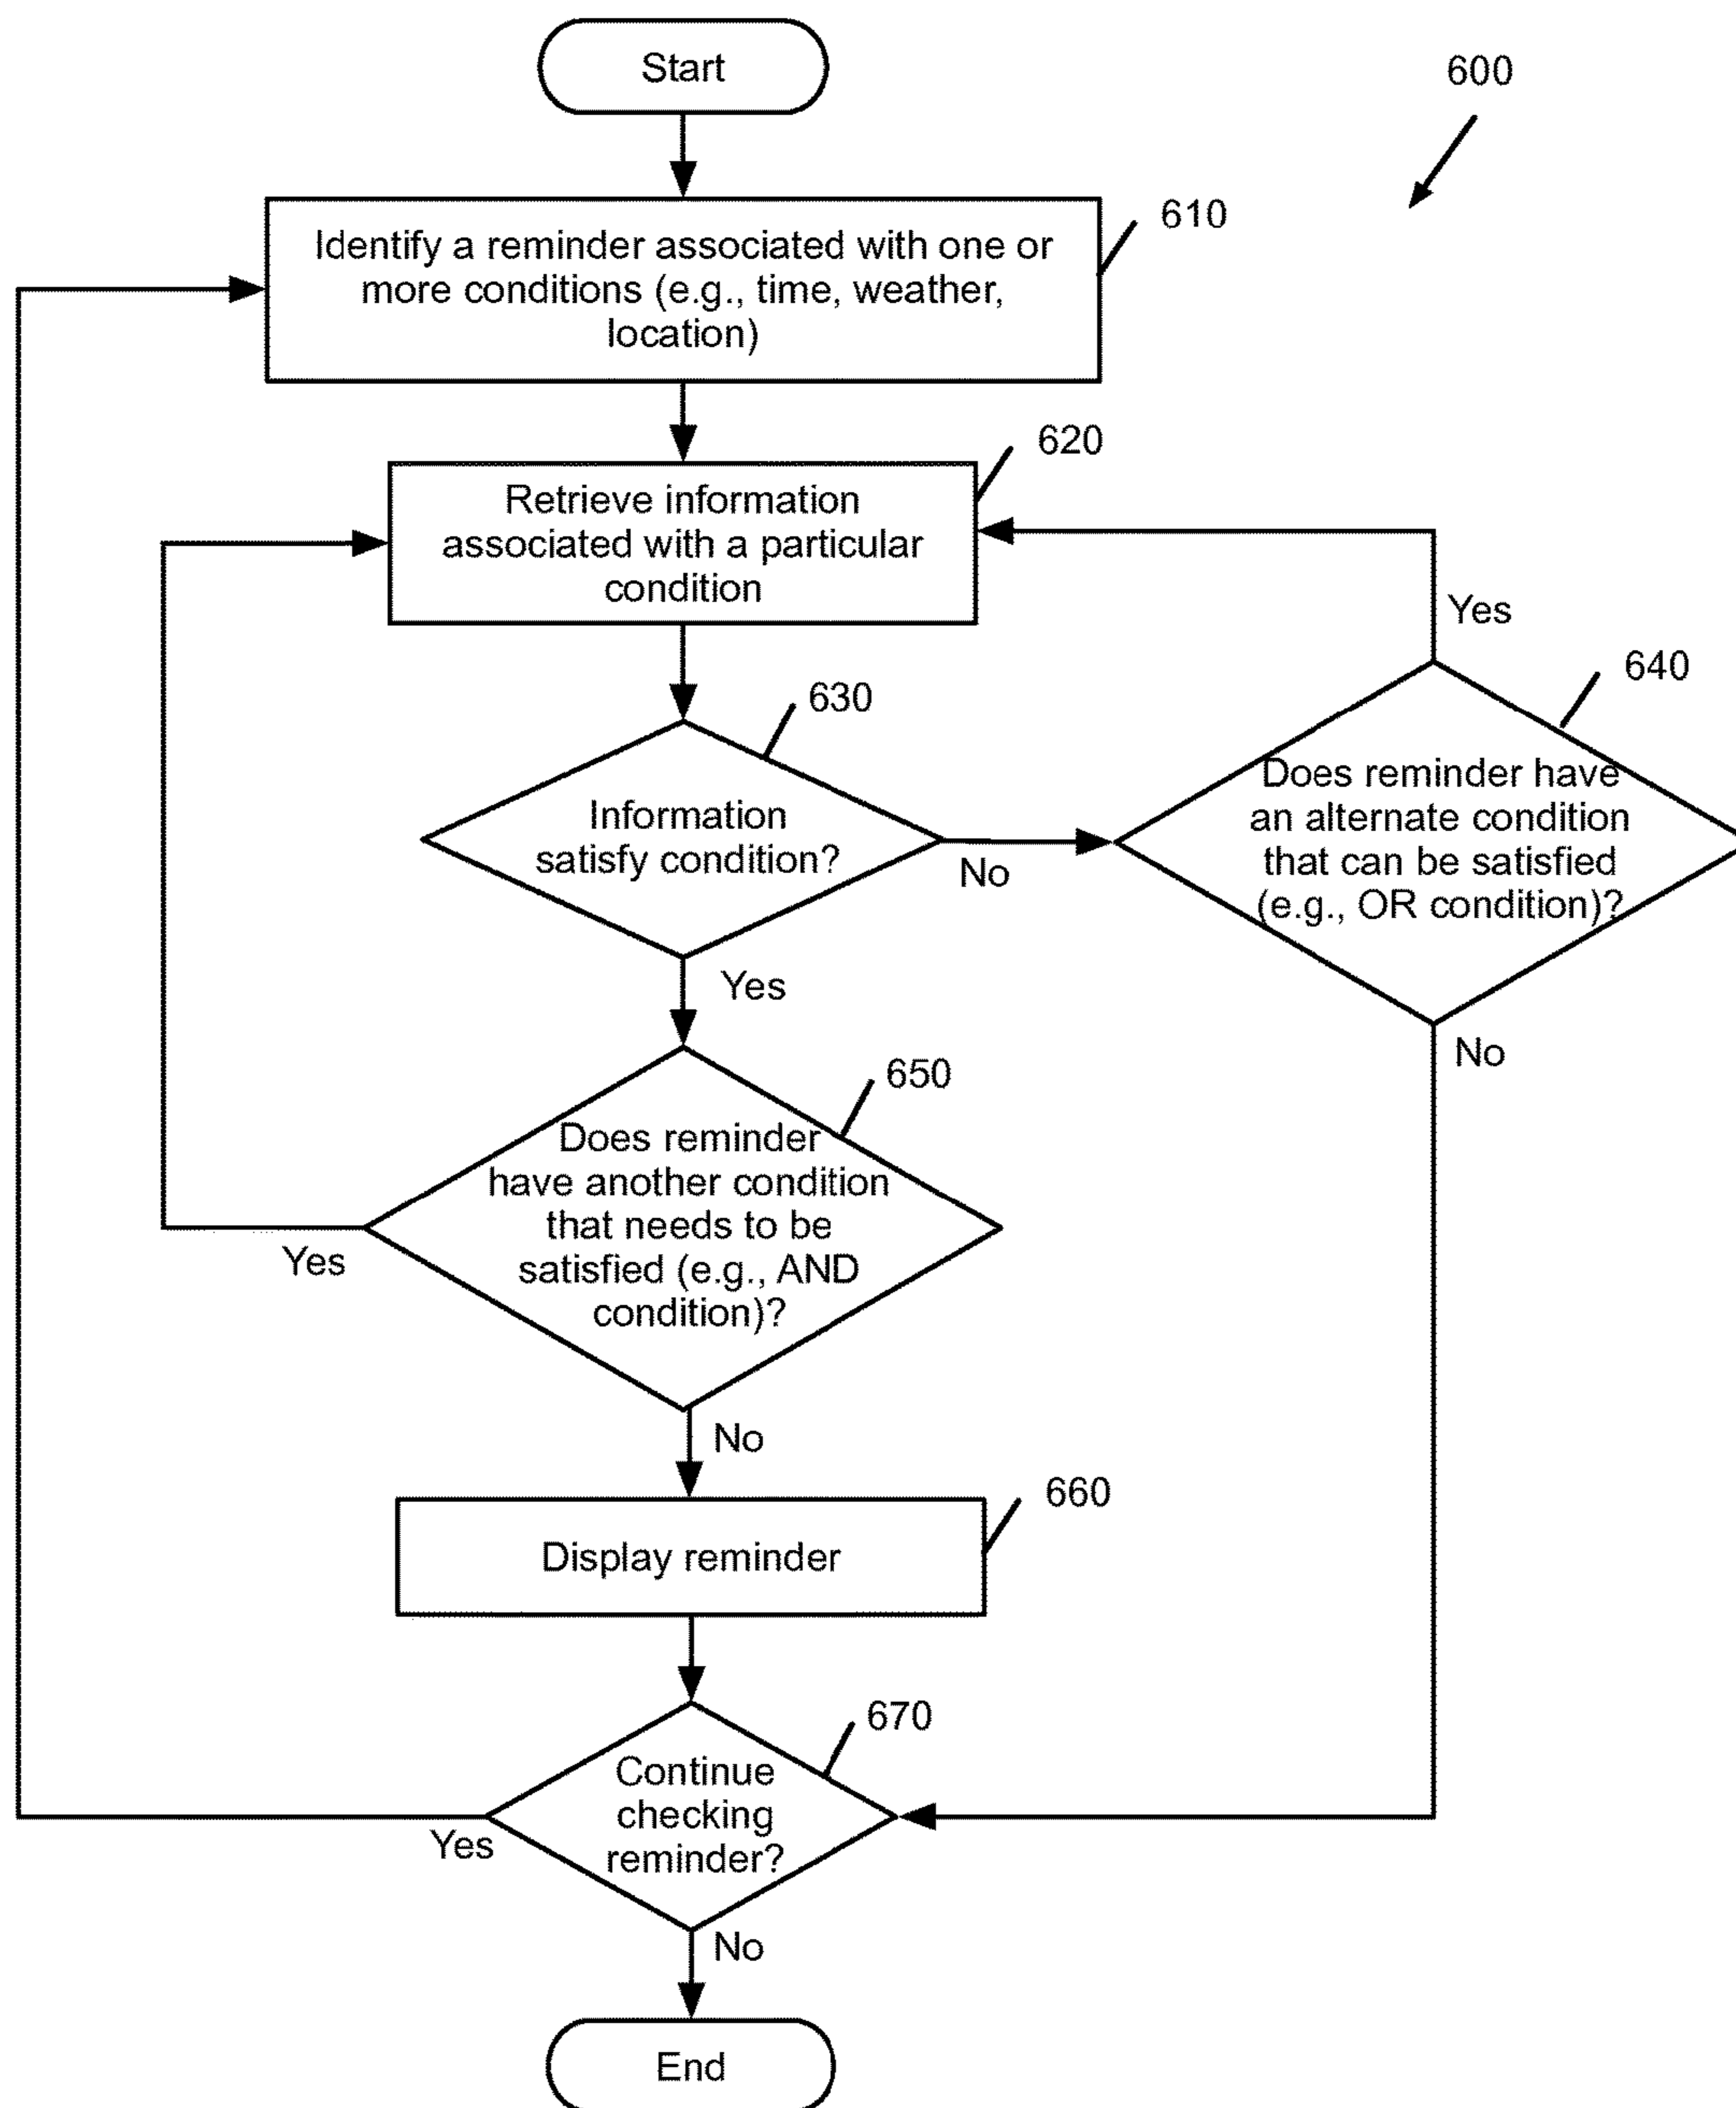 Start
600
610
Identify a reminder associated with one or
more conditions (e.g., time, weather,
location)
620
Retrieve information
associated with a particular
condition
Yes
640
630
Information
satisfy condition?
No
Does reminder have
an alternate condition
that can be satisfied
(e.g., OR condition)?
Yes
No
650
Does reminder
have another condition
that needs to be
satisfied (e.g., AND
condition)?
Yes
No
660
Display reminder
670
Continue
checking
reminder?
Yes
No
End